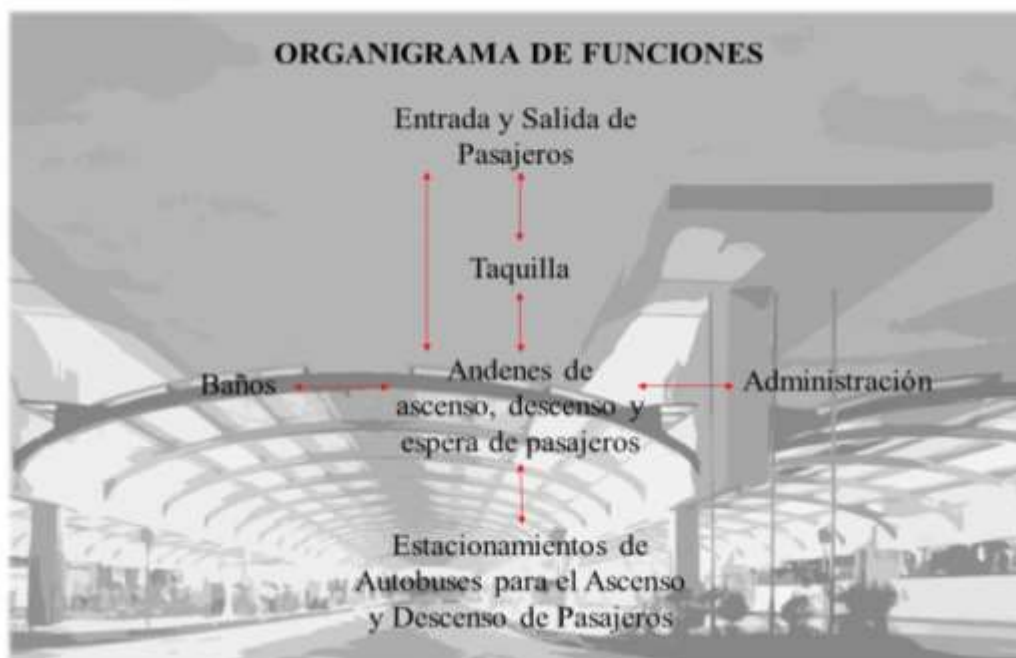 ORGANIGRAMA DE FUNCIONES
Entrada y Salida de
Pasajeros
Taquilla
Baños
Andenes de
ascenso, descenso y
espera de pasajeros
Administración
Estacionamientos de
Autobuses para el Ascenso
y Descenso de Pasajeros